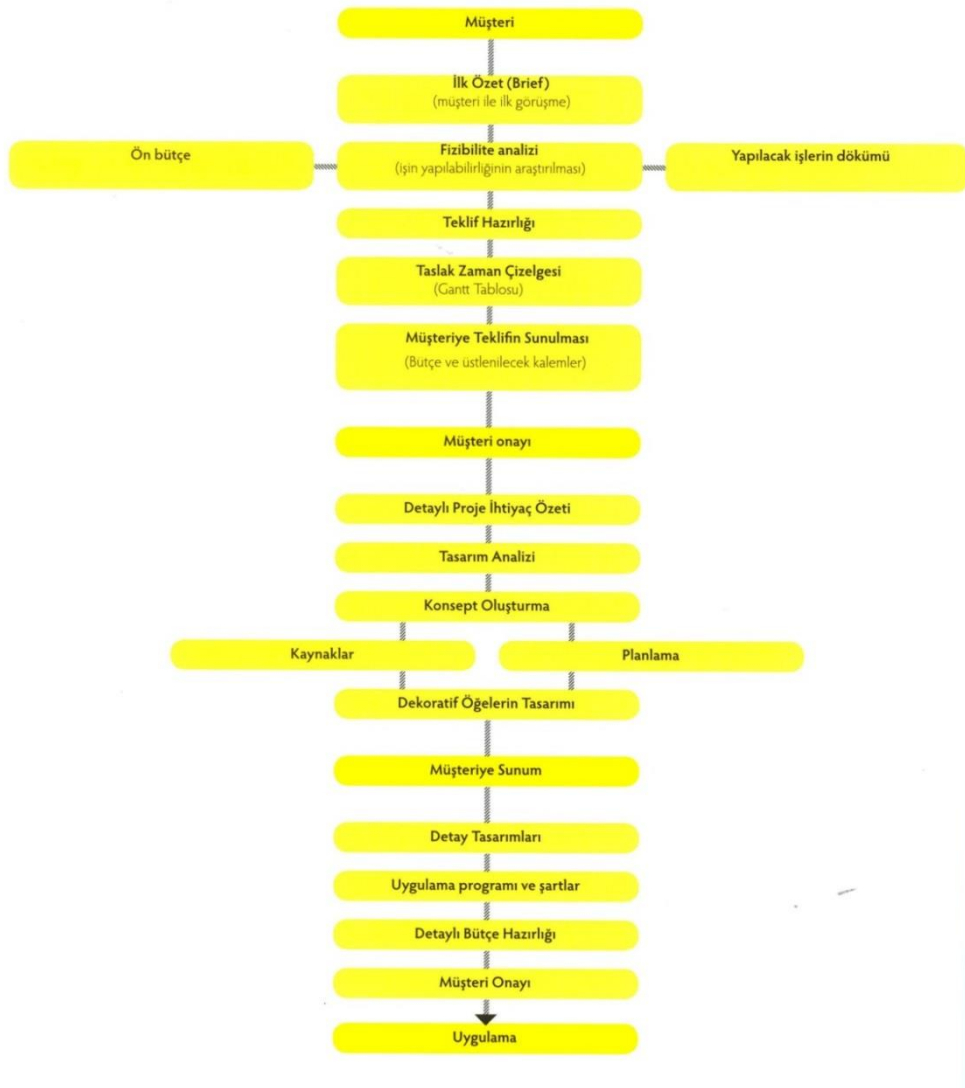 Müşteri
İlk Özet (Brief)
(müşteri ile ilk görüşme)
Ön bütçe
Fizibilite analizi
(işin yapılabilirliğinin araştırılması)
Yapılacak işlerin dökümü
Teklif Hazırlığı
Taslak Zaman Çizelgesi
(Gantt Tablosu)
Müşteriye Teklifin Sunulması
(Bütçe ve üstlenilecek kalemler)
Müşteri onayı
Detaylı Proje İhtiyaç Özeti
Tasarım Analizi
Konsept Oluşturma
Kaynaklar
Planlama
Dekoratif Öğelerin Tasarımı
Müşteriye Sunum
Detay Tasarımları
Uygulama programı ve şartlar
Detaylı Bütçe Hazırlığı
Müşteri Onayı
Uygulama